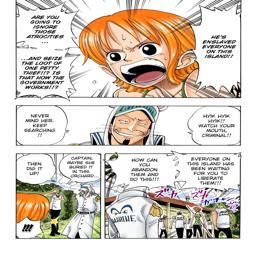 ARE YOU
GOING TO
IGNORE
THOSE
ATROCITIES
...
...AND SEIZE
THE LOOT OF
ONE PETTY
THIEF!!? IS
THAT HOW THE
GOVERNMENT
WORKS!!?
HE'S
ENSLAVED
EVERYONE
ON THIS
ISLAND!!
NEVER
MIND HER.
KEEP
SEARCHING
!!
HYIK HYIK
HYIK!!
WATCH YOUR
MOUTH,
CRIMINAL!!
THEN
DIG IT
UP!
CAPTAIN,
MAYBE SHE
BURIED IT
IN THIS
ORCHARD...
HOW CAN
YOU
ABANDON
THEM AND
DO THIS!!!
EVERYONE ON
THIS ISLAND
HAS BEEN
WAITING FOR
YOU TO
LIBERATE
THEM!!!
!!!